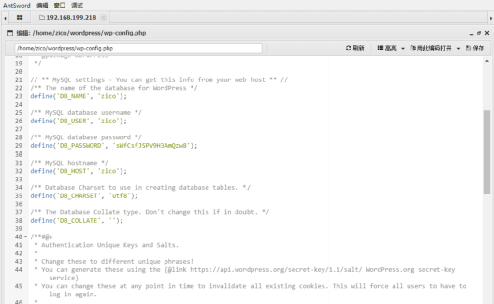 AntSword 编辑 窗口 调试
192.168.199.218
编辑: /home/zico/wordpress/wp-config.php
/home/zico/wordpress/wp-config.php 刷新 高亮 用此编码打开 保存
19 */
20
21 // ** MySQL settings - You can get this info from your web host ** //
22 /** The name of the database for WordPress */
23 define('DB_NAME', 'zico');
24
25 /** MySQL database username */
26 define('DB_USER', 'zico');
27
28 /** MySQL database password */
29 define('DB_PASSWORD', 'sWfCsfJSPV9H3AmQzw8');
30
31 /** MySQL hostname */
32 define('DB_HOST', 'zico');
33
34 /** Database Charset to use in creating database tables. */
35 define('DB_CHARSET', 'utf8');
36
37 /** The Database Collate type. Don't change this if in doubt. */
38 define('DB_COLLATE', '');
39
40 /**#@+
41 * Authentication Unique Keys and Salts.
42 *
43 * Change these to different unique phrases!
44 * You can generate these using the {@link https://api.wordpress.org/secret-key/1.1/salt/ WordPress.org secret-key
service}
45 * You can change these at any point in time to invalidate all existing cookies. This will force all users to have to
log in again.
46 *